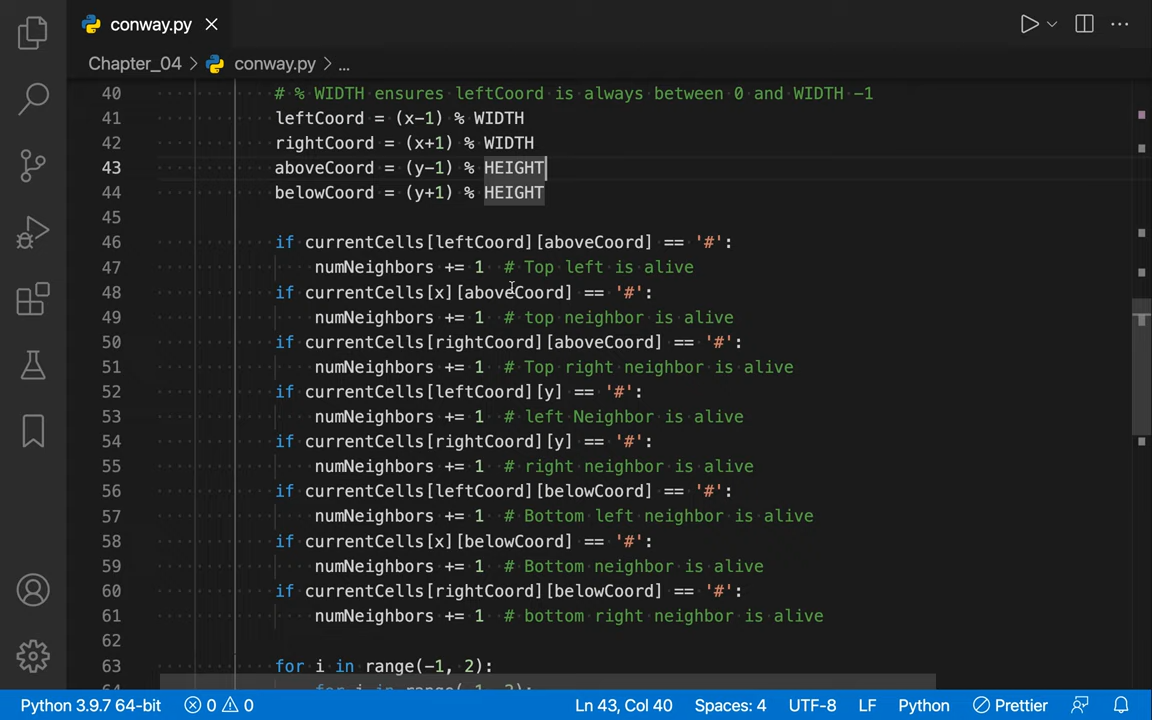 conway.py
Chapter_04 > conway.py > ...
40 # % WIDTH ensures leftCoord is always between 0 and WIDTH -1
41 leftCoord = (x-1) % WIDTH
42 rightCoord = (x+1) % WIDTH
43 aboveCoord = (y-1) % HEIGHT
44 belowCoord = (y+1) % HEIGHT
45
46 if currentCells[leftCoord][aboveCoord] == '#':
47 numNeighbors += 1 # Top left is alive
48 if currentCells[x][aboveCoord] == '#':
49 numNeighbors += 1 # top neighbor is alive
50 if currentCells[rightCoord][aboveCoord] == '#':
51 numNeighbors += 1 # Top right neighbor is alive
52 if currentCells[leftCoord][y] == '#':
53 numNeighbors += 1 # left Neighbor is alive
54 if currentCells[rightCoord][y] == '#':
55 numNeighbors += 1 # right neighbor is alive
56 if currentCells[leftCoord][belowCoord] == '#':
57 numNeighbors += 1 # Bottom left neighbor is alive
58 if currentCells[x][belowCoord] == '#':
59 numNeighbors += 1 # Bottom neighbor is alive
60 if currentCells[rightCoord][belowCoord] == '#':
61 numNeighbors += 1 # bottom right neighbor is alive
62
63 for i in range(-1, 2):
Python 3.9.7 64-bit 0 0 Ln 43, Col 40 Spaces: 4 UTF-8 LF Python Prettier